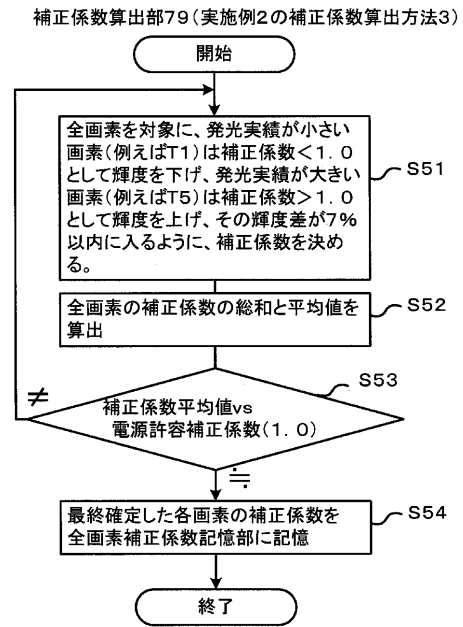 補正係数算出部79(実施例2の補正係数算出方法3)
開始
全画素を対象に、発光実績が小さい
画素(例えばT1)は補正係数<1.0
として輝度を下げ、発光実績が大きい
画素(例えばT5)は補正係数>1.0
として輝度を上げ、その輝度差が7%
以内に入るように、補正係数を決め
る。
S51
全画素の補正係数の総和と平均値を
算出
S52
S53
≠
補正係数平均値vs
電源許容補正係数(1.0)
≒
最終確定した各画素の補正係数を
全画素補正係数記憶部に記憶
S54
終了